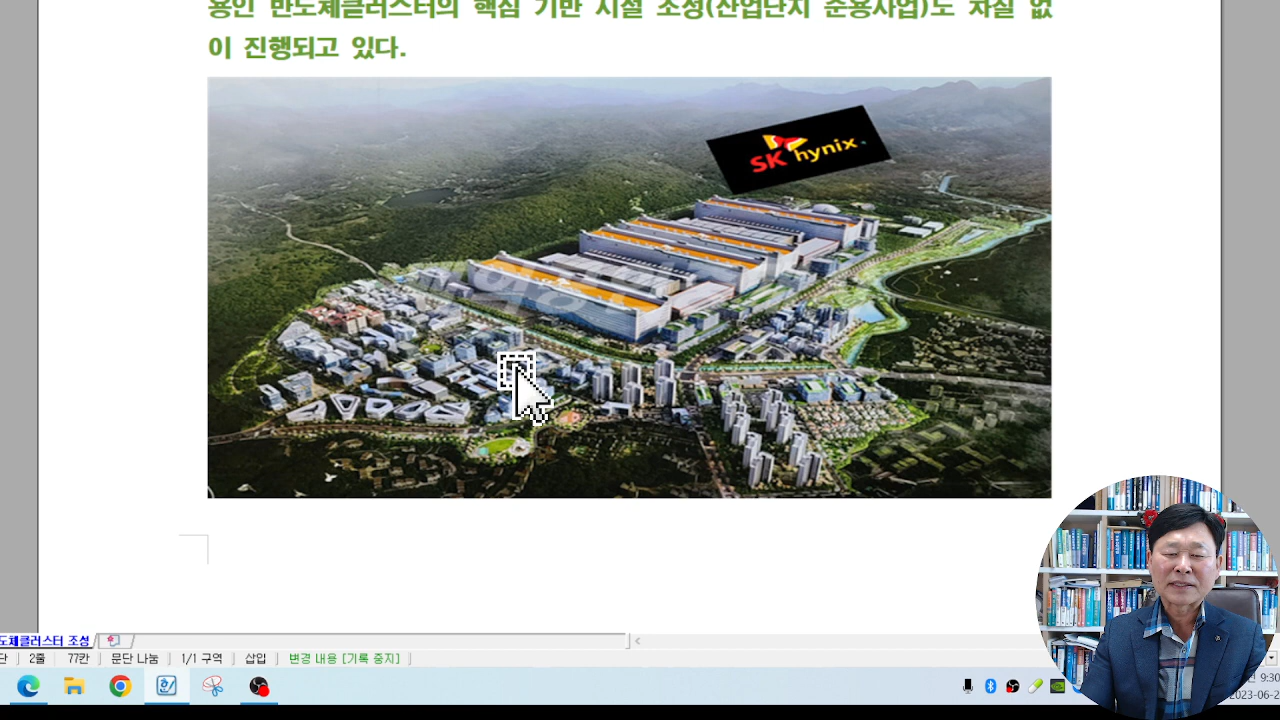 용인 반도체클러스터의 핵심 기반 시설 조성(산업단지 준용사업)도 차질 없
이 진행되고 있다.
SK hynix
도체클러스터 조성
단 2줄 77칸 문단 나눔 1/1 구역 삽입 변경 내용 [기록 중지]
9:30
2023-06-2